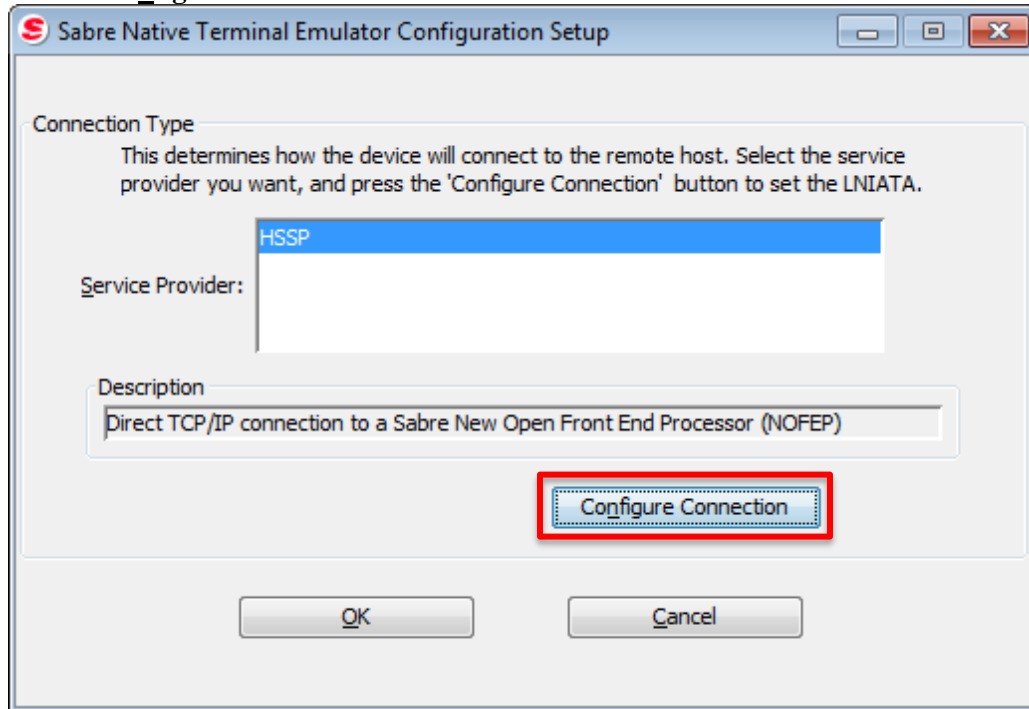 Sabre Native Terminal Emulator Configuration Setup
Connection Type
This determines how the device will connect to the remote host. Select the service
provider you want, and press the 'Configure Connection' button to set the LNIATA.
HSSP
Service Provider:
Description
Direct TCP/IP connection to a Sabre New Open Front End Processor (NOFEP)
Configure Connection
OK
Cancel